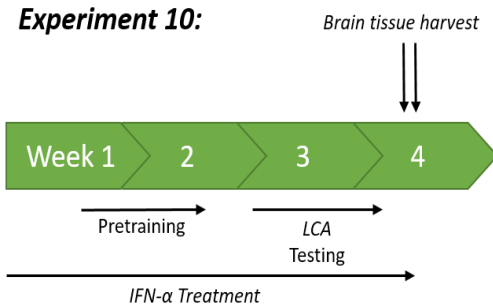 Experiment 10:
Brain tissue harvest
Week 1 2 3 4
Pretraining
LCA
Testing
IFN-α Treatment